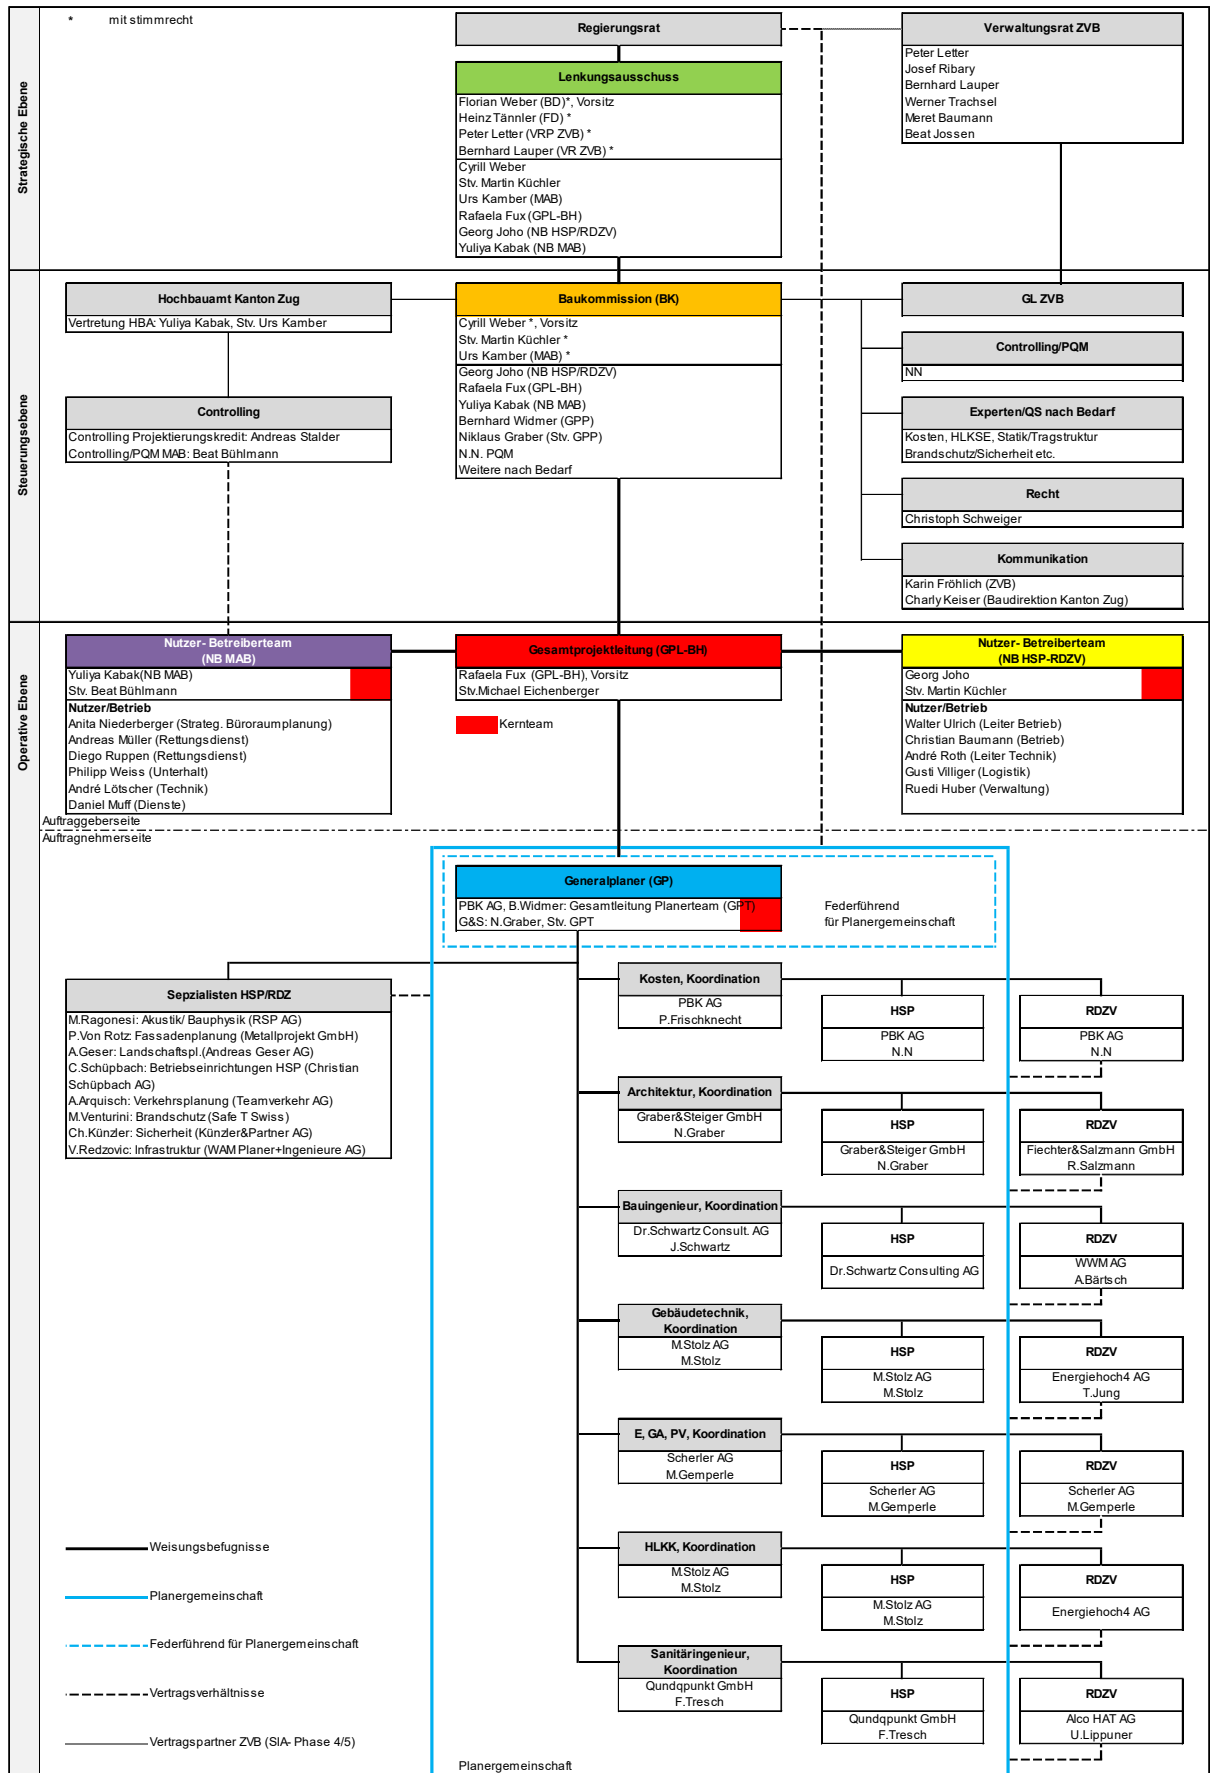 * mit stimmrecht
Strategische Ebene
Regierungsrat
Verwaltungsrat ZVB
Peter Letter
Josef Ribary
Bernhard Lauper
Werner Trachsel
Meret Baumann
Beat Jossen
Lenkungsausschuss
Florian Weber (BD)*, Vorsitz
Heinz Tännler (FD) *
Peter Letter (VRP ZVB) *
Bernhard Lauper (VR ZVB) *
Cyrill Weber
Stv. Martin Küchler
Urs Kamber (MAB)
Rafaela Fux (GPL-BH)
Georg Joho (NB HSP/RDZV)
Yuliya Kabak (NB MAB)
Steuerungsebene
Hochbauamt Kanton Zug
Vertretung HBA: Yuliya Kabak, Stv. Urs Kamber
Controlling
Controlling Projektierungskredit: Andreas Stalder
Controlling/PQM MAB: Beat Bühlmann
Baukommission (BK)
Cyrill Weber *, Vorsitz
Stv. Martin Küchler *
Urs Kamber (MAB) *
Georg Joho (NB HSP/RDZV)
Rafaela Fux (GPL-BH)
Yuliya Kabak (NB MAB)
Bernhard Widmer (GPP)
Niklaus Graber (Stv. GPP)
N.N. PQM
Weitere nach Bedarf
GL ZVB
Controlling/PQM
NN
Experten/QS nach Bedarf
Kosten, HLKSE, Statik/Tragstruktur
Brandschutz/Sicherheit etc.
Recht
Christoph Schweiger
Kommunikation
Karin Fröhlich (ZVB)
Charly Keiser (Baudirektion Kanton Zug)
Operative Ebene
Nutzer- Betreiberteam
(NB MAB)
Yuliya Kabak(NB MAB)
Stv. Beat Bühlmann
Nutzer/Betrieb
Anita Niederberger (Strateg. Büroraumplanung)
Andreas Müller (Rettungsdienst)
Diego Ruppen (Rettungsdienst)
Philipp Weiss (Unterhalt)
André Lötscher (Technik)
Daniel Muff (Dienste)
Gesamtprojektleitung (GPL-BH)
Rafaela Fux (GPL-BH), Vorsitz
Stv.Michael Eichenberger
Kernteam
Nutzer- Betreiberteam
(NB HSP-RDZV)
Georg Joho
Stv. Martin Küchler
Nutzer/Betrieb
Walter Ulrich (Leiter Betrieb)
Christian Baumann (Betrieb)
André Roth (Leiter Technik)
Gusti Villiger (Logistik)
Ruedi Huber (Verwaltung)
Auftraggeberseite
Auftragnehmerseite
Generalplaner (GP)
PBK AG, B.Widmer: Gesamtleitung Planerteam (GPT)
G&S: N.Graber, Stv. GPT
Federführend
für Planergemeinschaft
Sepzialisten HSP/RDZ
M.Ragonesi: Akustik/ Bauphysik (RSP AG)
P.Von Rotz: Fassadenplanung (Metallprojekt GmbH)
A.Geser: Landschaftspl.(Andreas Geser AG)
C.Schüpbach: Betriebseinrichtungen HSP (Christian
Schüpbach AG)
A.Arquisch: Verkehrsplanung (Teamverkehr AG)
M.Venturini: Brandschutz (Safe T Swiss)
Ch.Künzler: Sicherheit (Künzler&Partner AG)
V.Redzovic: Infrastruktur (WAM Planer+Ingenieure AG)
Kosten, Koordination
PBK AG
P.Frischknecht
HSP
PBK AG
N.N
RDZV
PBK AG
N.N
Architektur, Koordination
Graber&Steiger GmbH
N.Graber
HSP
Graber&Steiger GmbH
N.Graber
RDZV
Fiechter&Salzmann GmbH
R.Salzmann
Bauingenieur, Koordination
Dr.Schwartz Consult. AG
J.Schwartz
HSP
Dr.Schwartz Consulting AG
RDZV
WWM AG
A.Bärtsch
Gebäudetechnik,
Koordination
M.Stolz AG
M.Stolz
HSP
M.Stolz AG
M.Stolz
RDZV
Energiehoch4 AG
T.Jung
E, GA, PV, Koordination
Scherler AG
M.Gemperle
HSP
Scherler AG
M.Gemperle
RDZV
Scherler AG
M.Gemperle
HLKK, Koordination
M.Stolz AG
M.Stolz
HSP
M.Stolz AG
M.Stolz
RDZV
Energiehoch4 AG
Sanitäringenieur,
Koordination
Qundqpunkt GmbH
F.Tresch
HSP
Qundqpunkt GmbH
F.Tresch
RDZV
Alco HAT AG
U.Lippuner
Weisungsbefugnisse
Planergemeinschaft
Federführend für Planergemeinschaft
Vertragsverhältnisse
Vertragspartner ZVB (SIA- Phase 4/5)
Planergemeinschaft